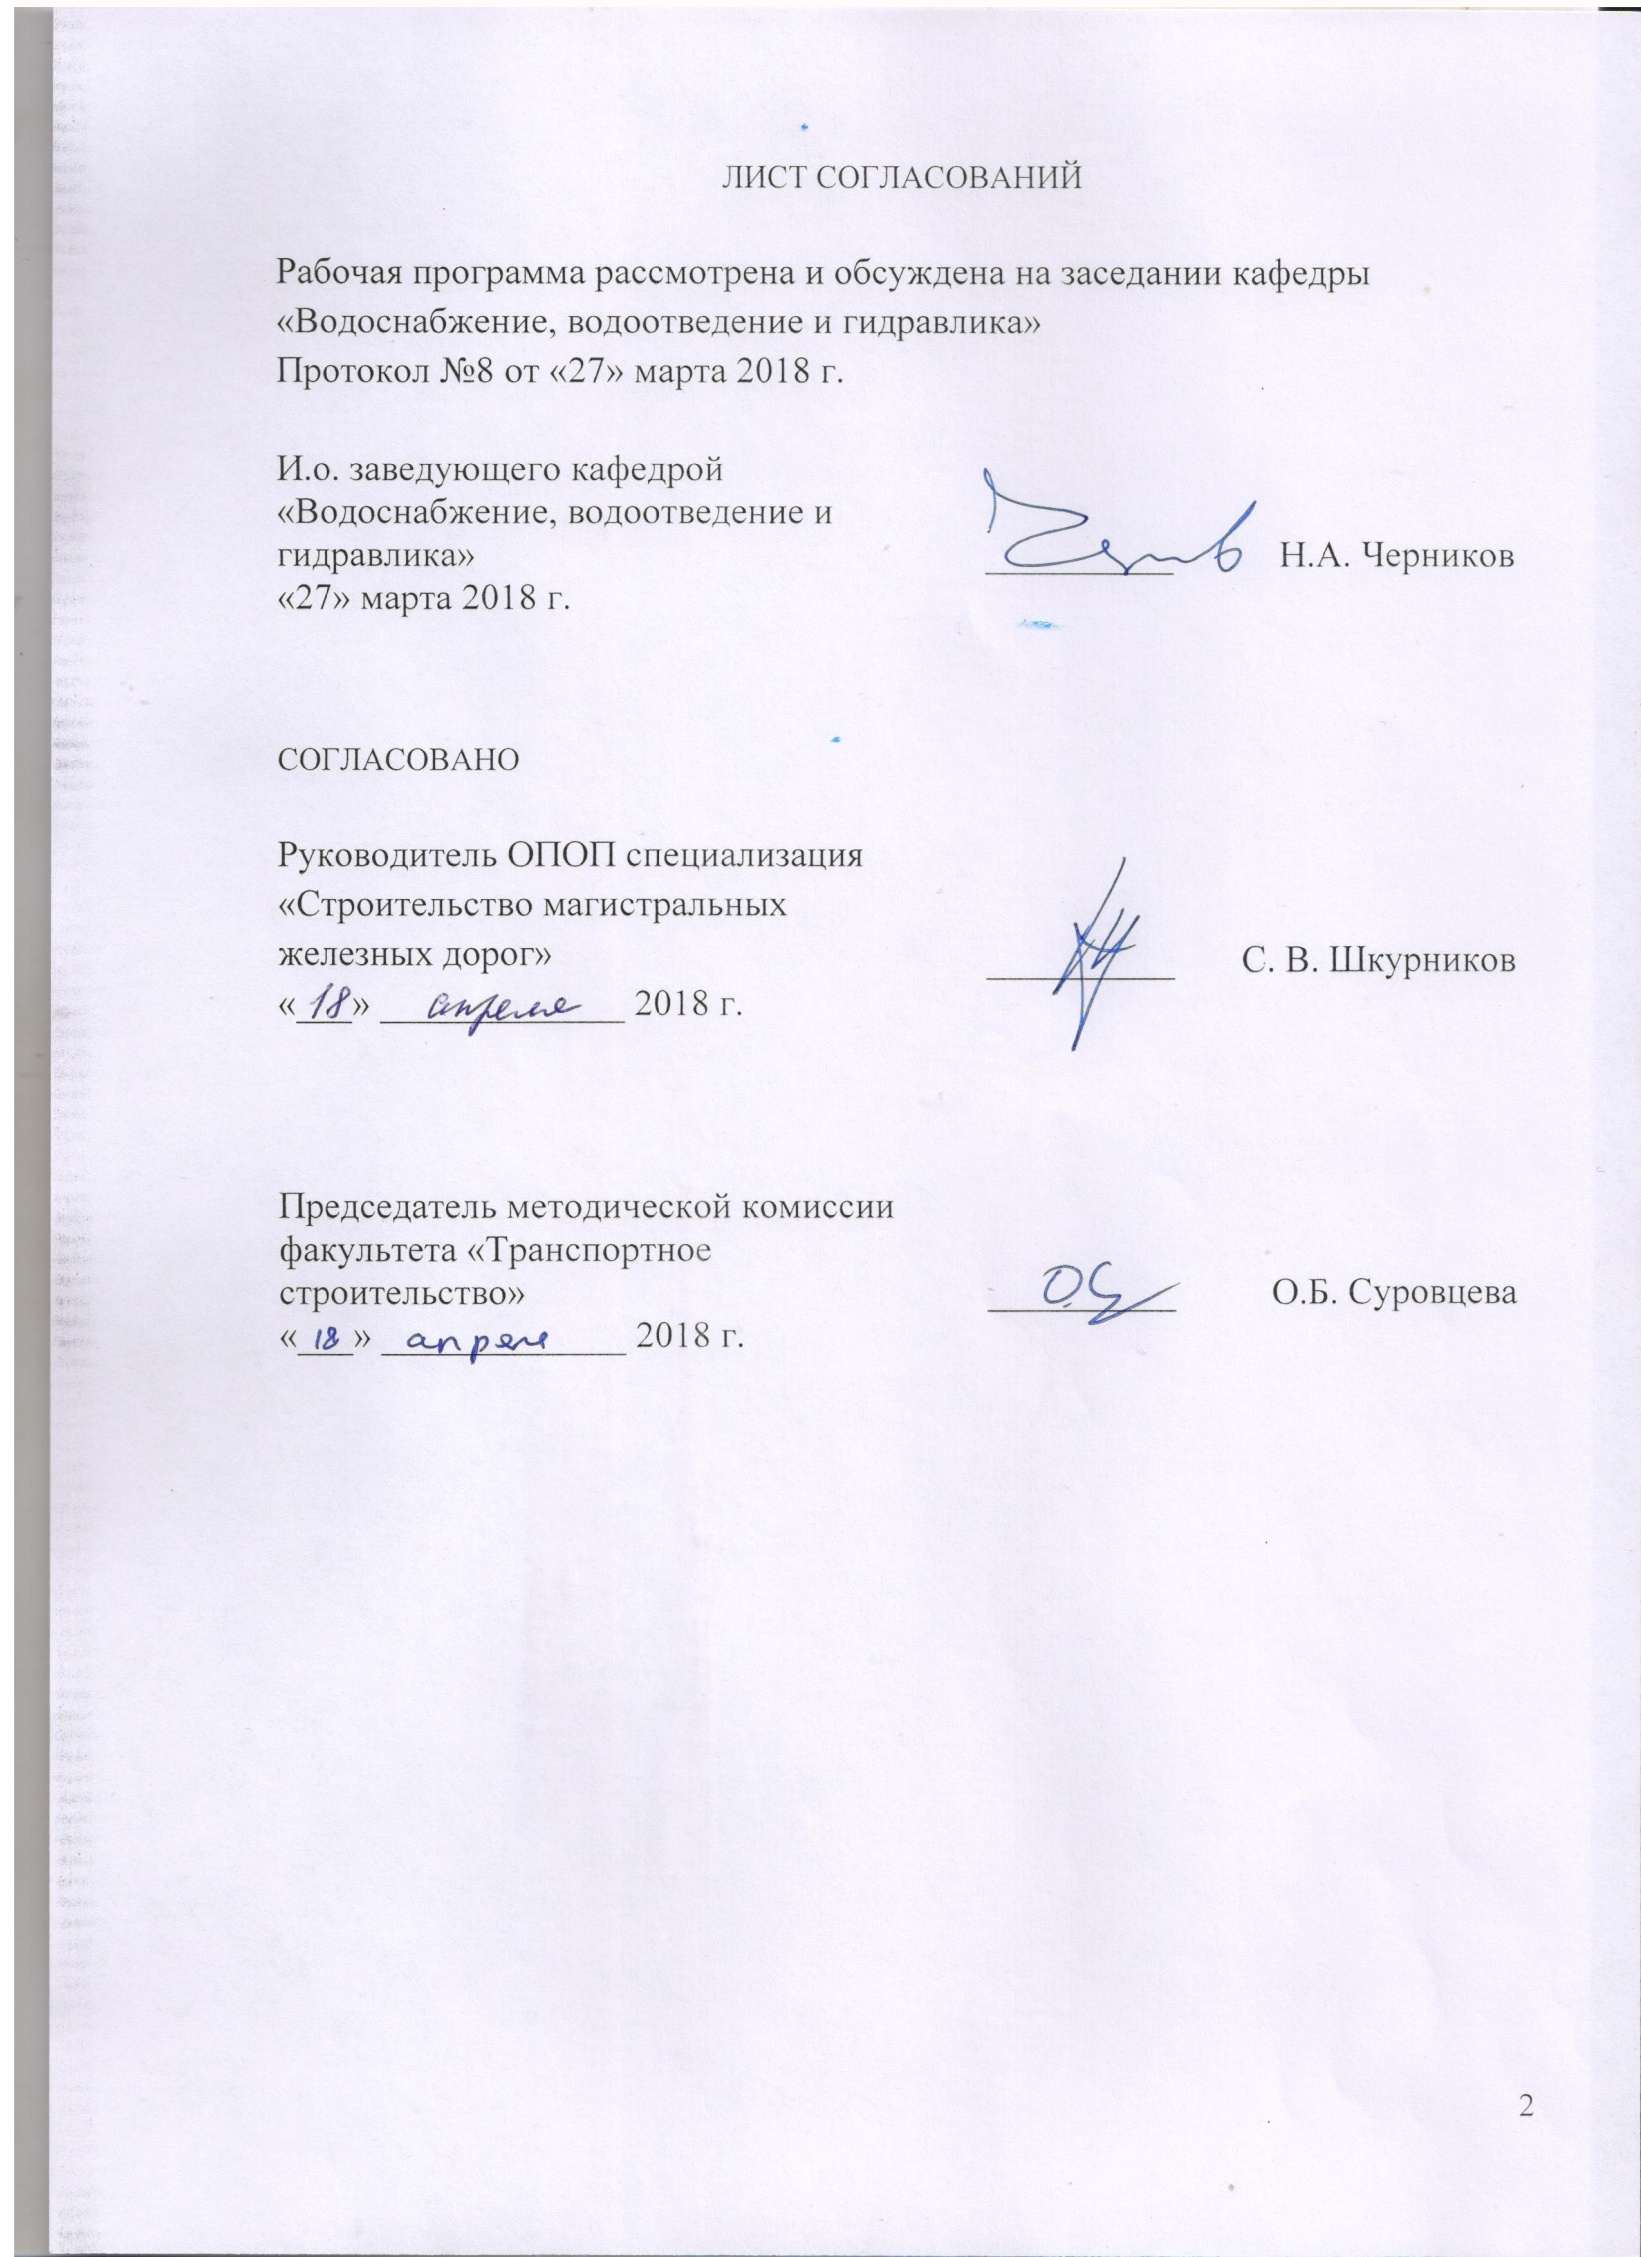 ЛИСТ СОГЛАСОВАНИЙ
Рабочая программа рассмотрена и обсуждена на заседании кафедры
«Водоснабжение, водоотведение и гидравлика»
Протокол №8 от «27» марта 2018 г.
И.о. заведующего кафедрой
«Водоснабжение, водоотведение и
гидравлика» Н.А. Черников
«27» марта 2018 г.
СОГЛАСОВАНО
Руководитель ОПОП специализация
«Строительство магистральных
железных дорог» С. В. Шкурников
«18» апреля 2018 г.
Председатель методической комиссии
факультета «Транспортное
строительство» О.Б. Суровцева
«18» апреля 2018 г.
2